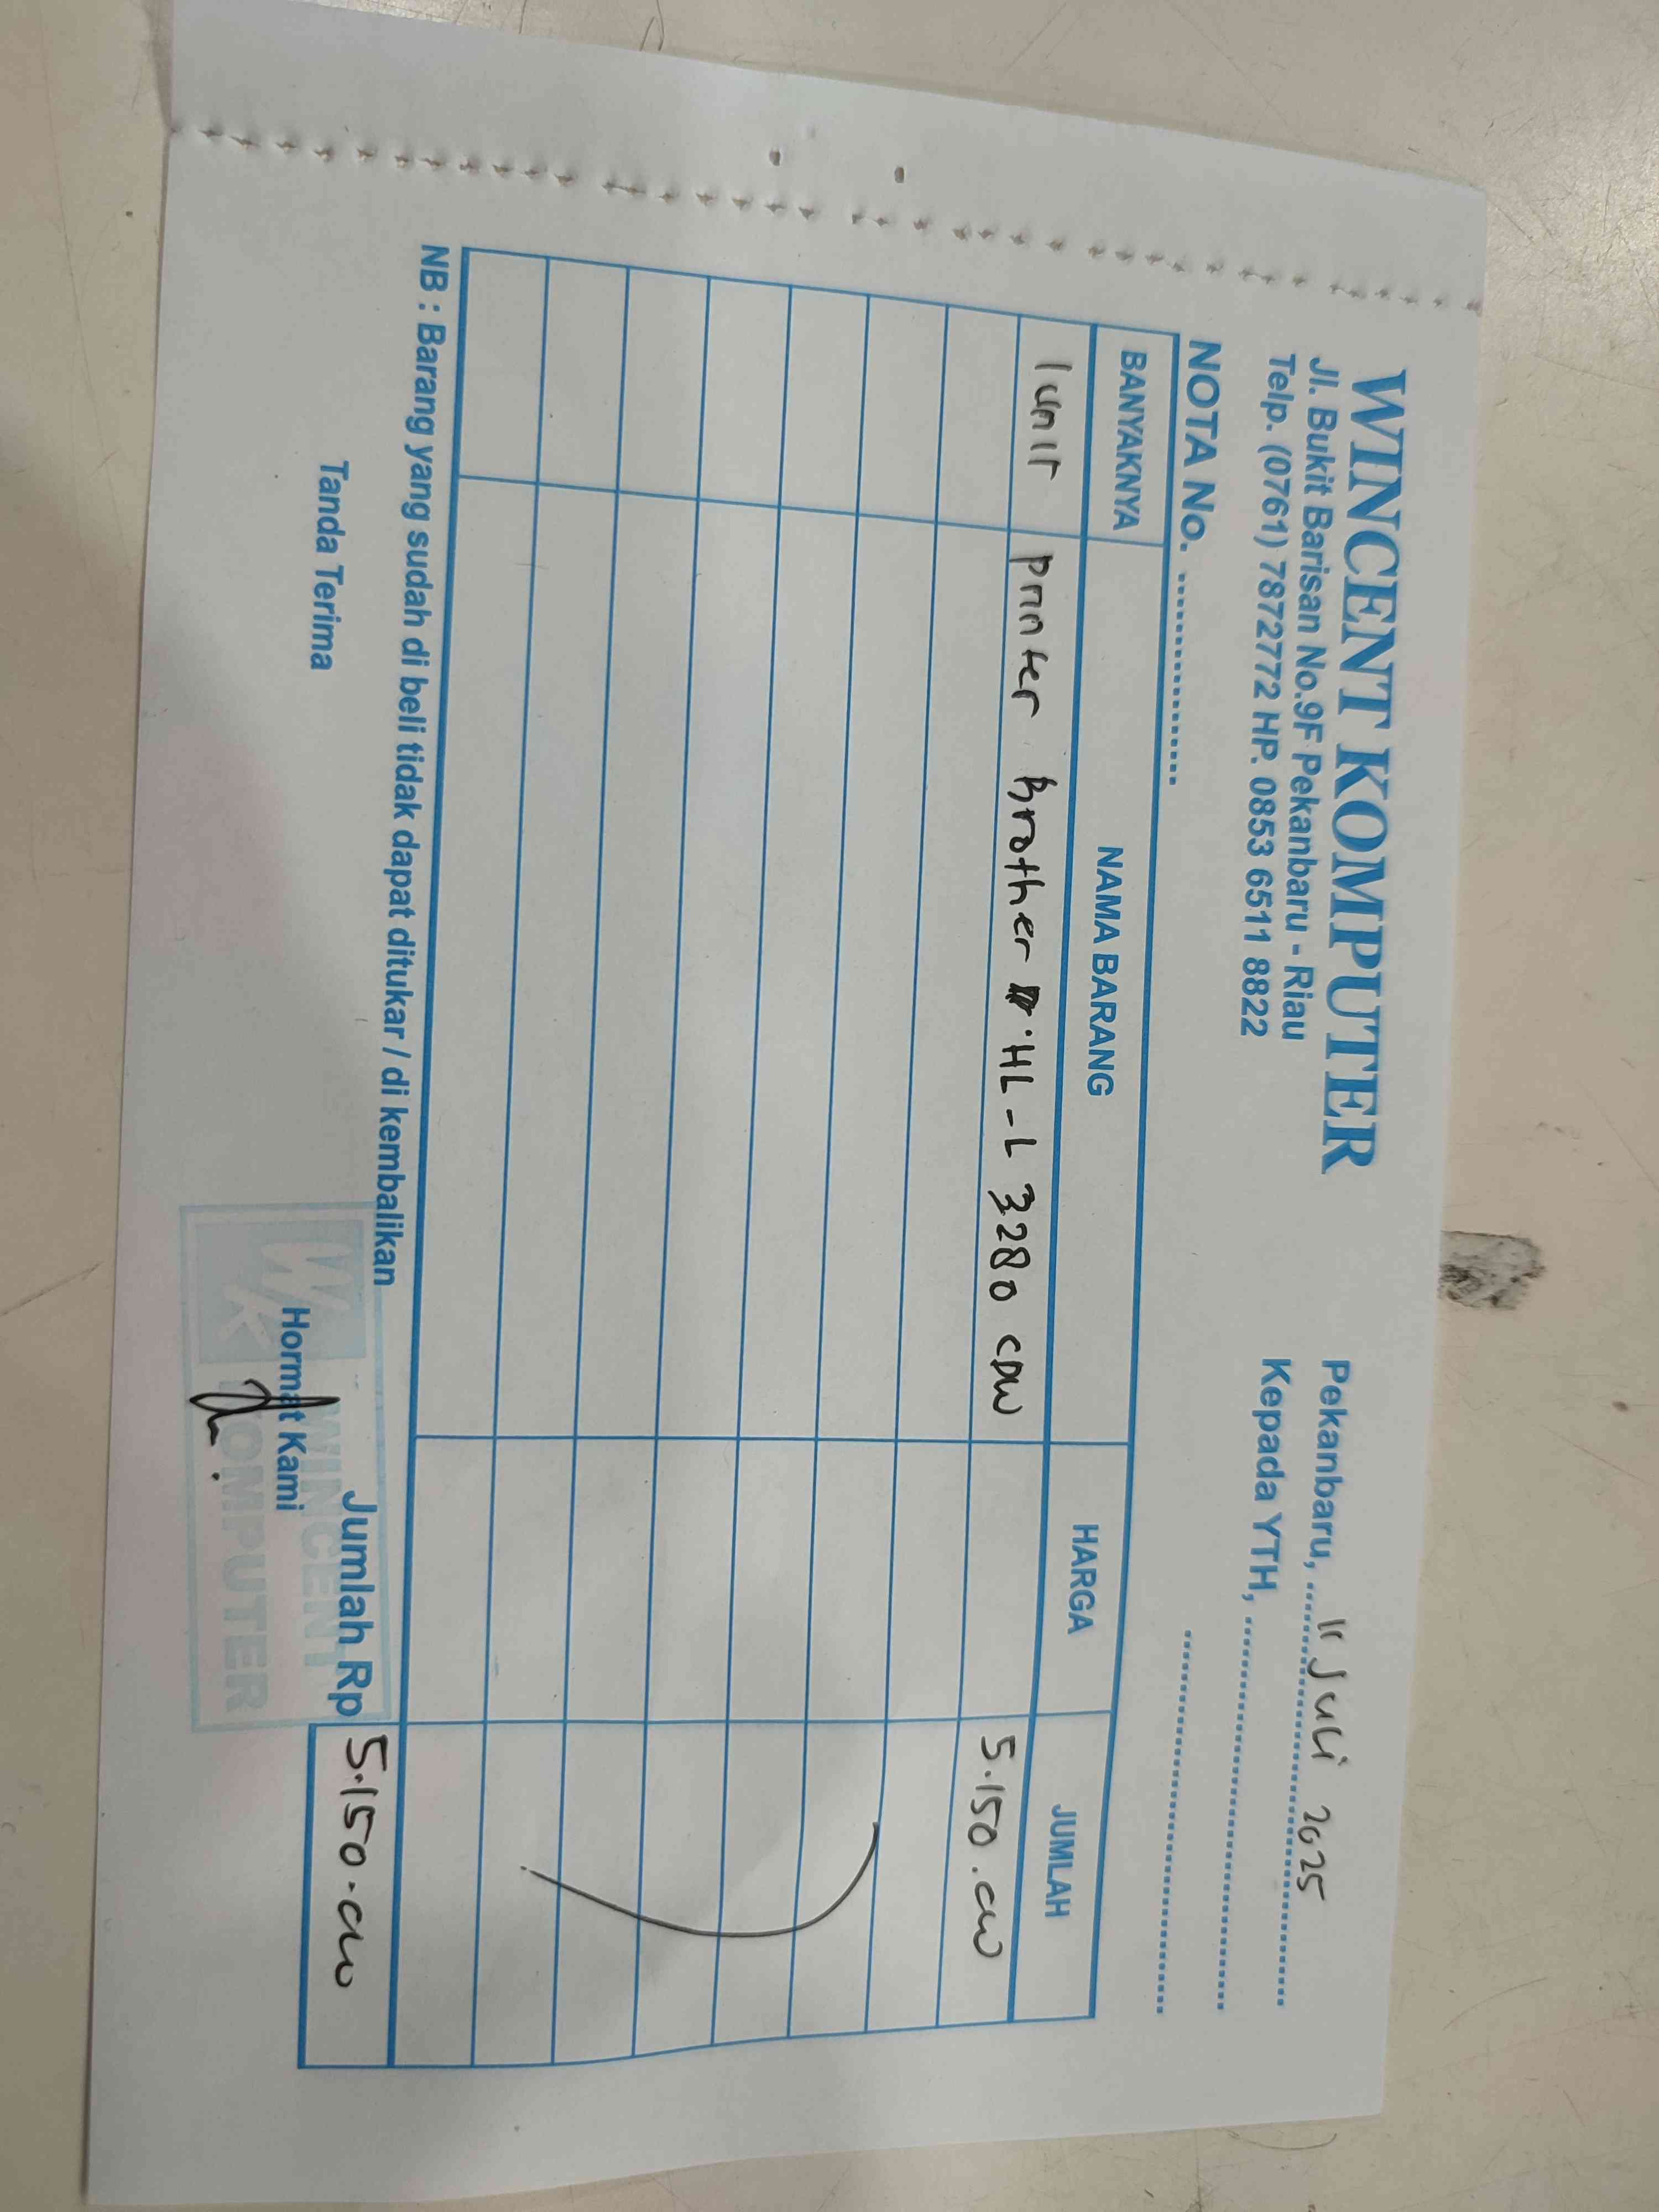 WINCENT KOMPUTER
Jl. Bukit Barisan No.9F Pekanbaru - Riau
Telp. (0761) 7872772 HP. 0853 6511 8822
Pekanbaru, 11 Juli 2025
Kepada YTH,
NOTA No.
BANYAKNYA NAMA BARANG HARGA JUMLAH
1 unit printer Brother HL-L 3280 CDW 5.150.000
NB : Barang yang sudah di beli tidak dapat ditukar / di kembalikan
Jumlah Rp 5.150.000
Tanda Terima Hormat Kami
WK WINCENT
KOMPUTER